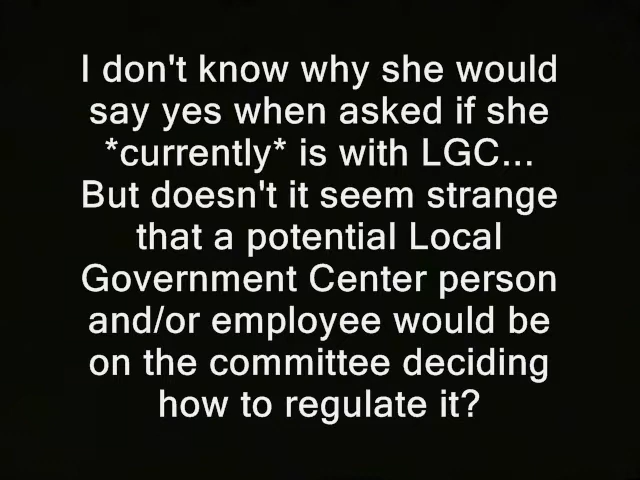 I don't know why she would
say yes when asked if she
*currently* is with LGC...
But doesn't it seem strange
that a potential Local
Government Center person
and/or employee would be
on the committee deciding
how to regulate it?